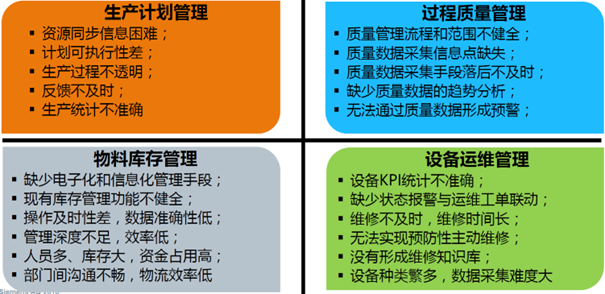 生产计划管理
▪ 资源同步信息困难；
▪ 计划可执行性差；
▪ 生产过程不透明；
▪ 反馈不及时；
▪ 生产统计不准确
过程质量管理
▪ 质量管理流程和范围不健全；
▪ 质量数据采集信息点缺失；
▪ 质量数据采集手段落后不及时；
▪ 缺少质量数据的趋势分析；
▪ 无法通过质量数据形成预警；
物料库存管理
▪ 缺少电子化和信息化管理手段；
▪ 现有库存管理功能不健全；
▪ 操作及时性差，数据准确性低；
▪ 管理深度不足，效率低；
▪ 人员多、库存大，资金占用高；
▪ 部门间沟通不畅，物流效率低
设备运维管理
▪ 设备KPI统计不准确；
▪ 缺少状态报警与运维工单联动；
▪ 维修不及时，维修时间长；
▪ 无法实现预防性主动维修；
▪ 没有形成维修知识库；
▪ 设备种类繁多，数据采集难度大